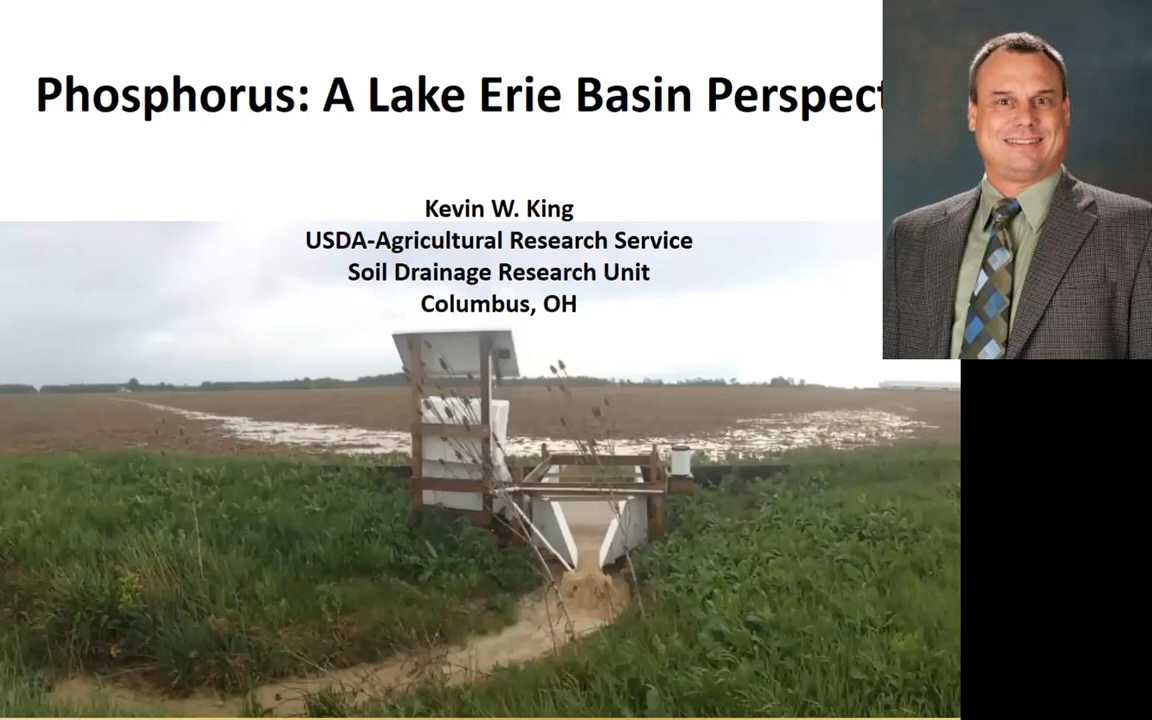 Phosphorus: A Lake Erie Basin Perspect
Kevin W. King
USDA-Agricultural Research Service
Soil Drainage Research Unit
Columbus, OH